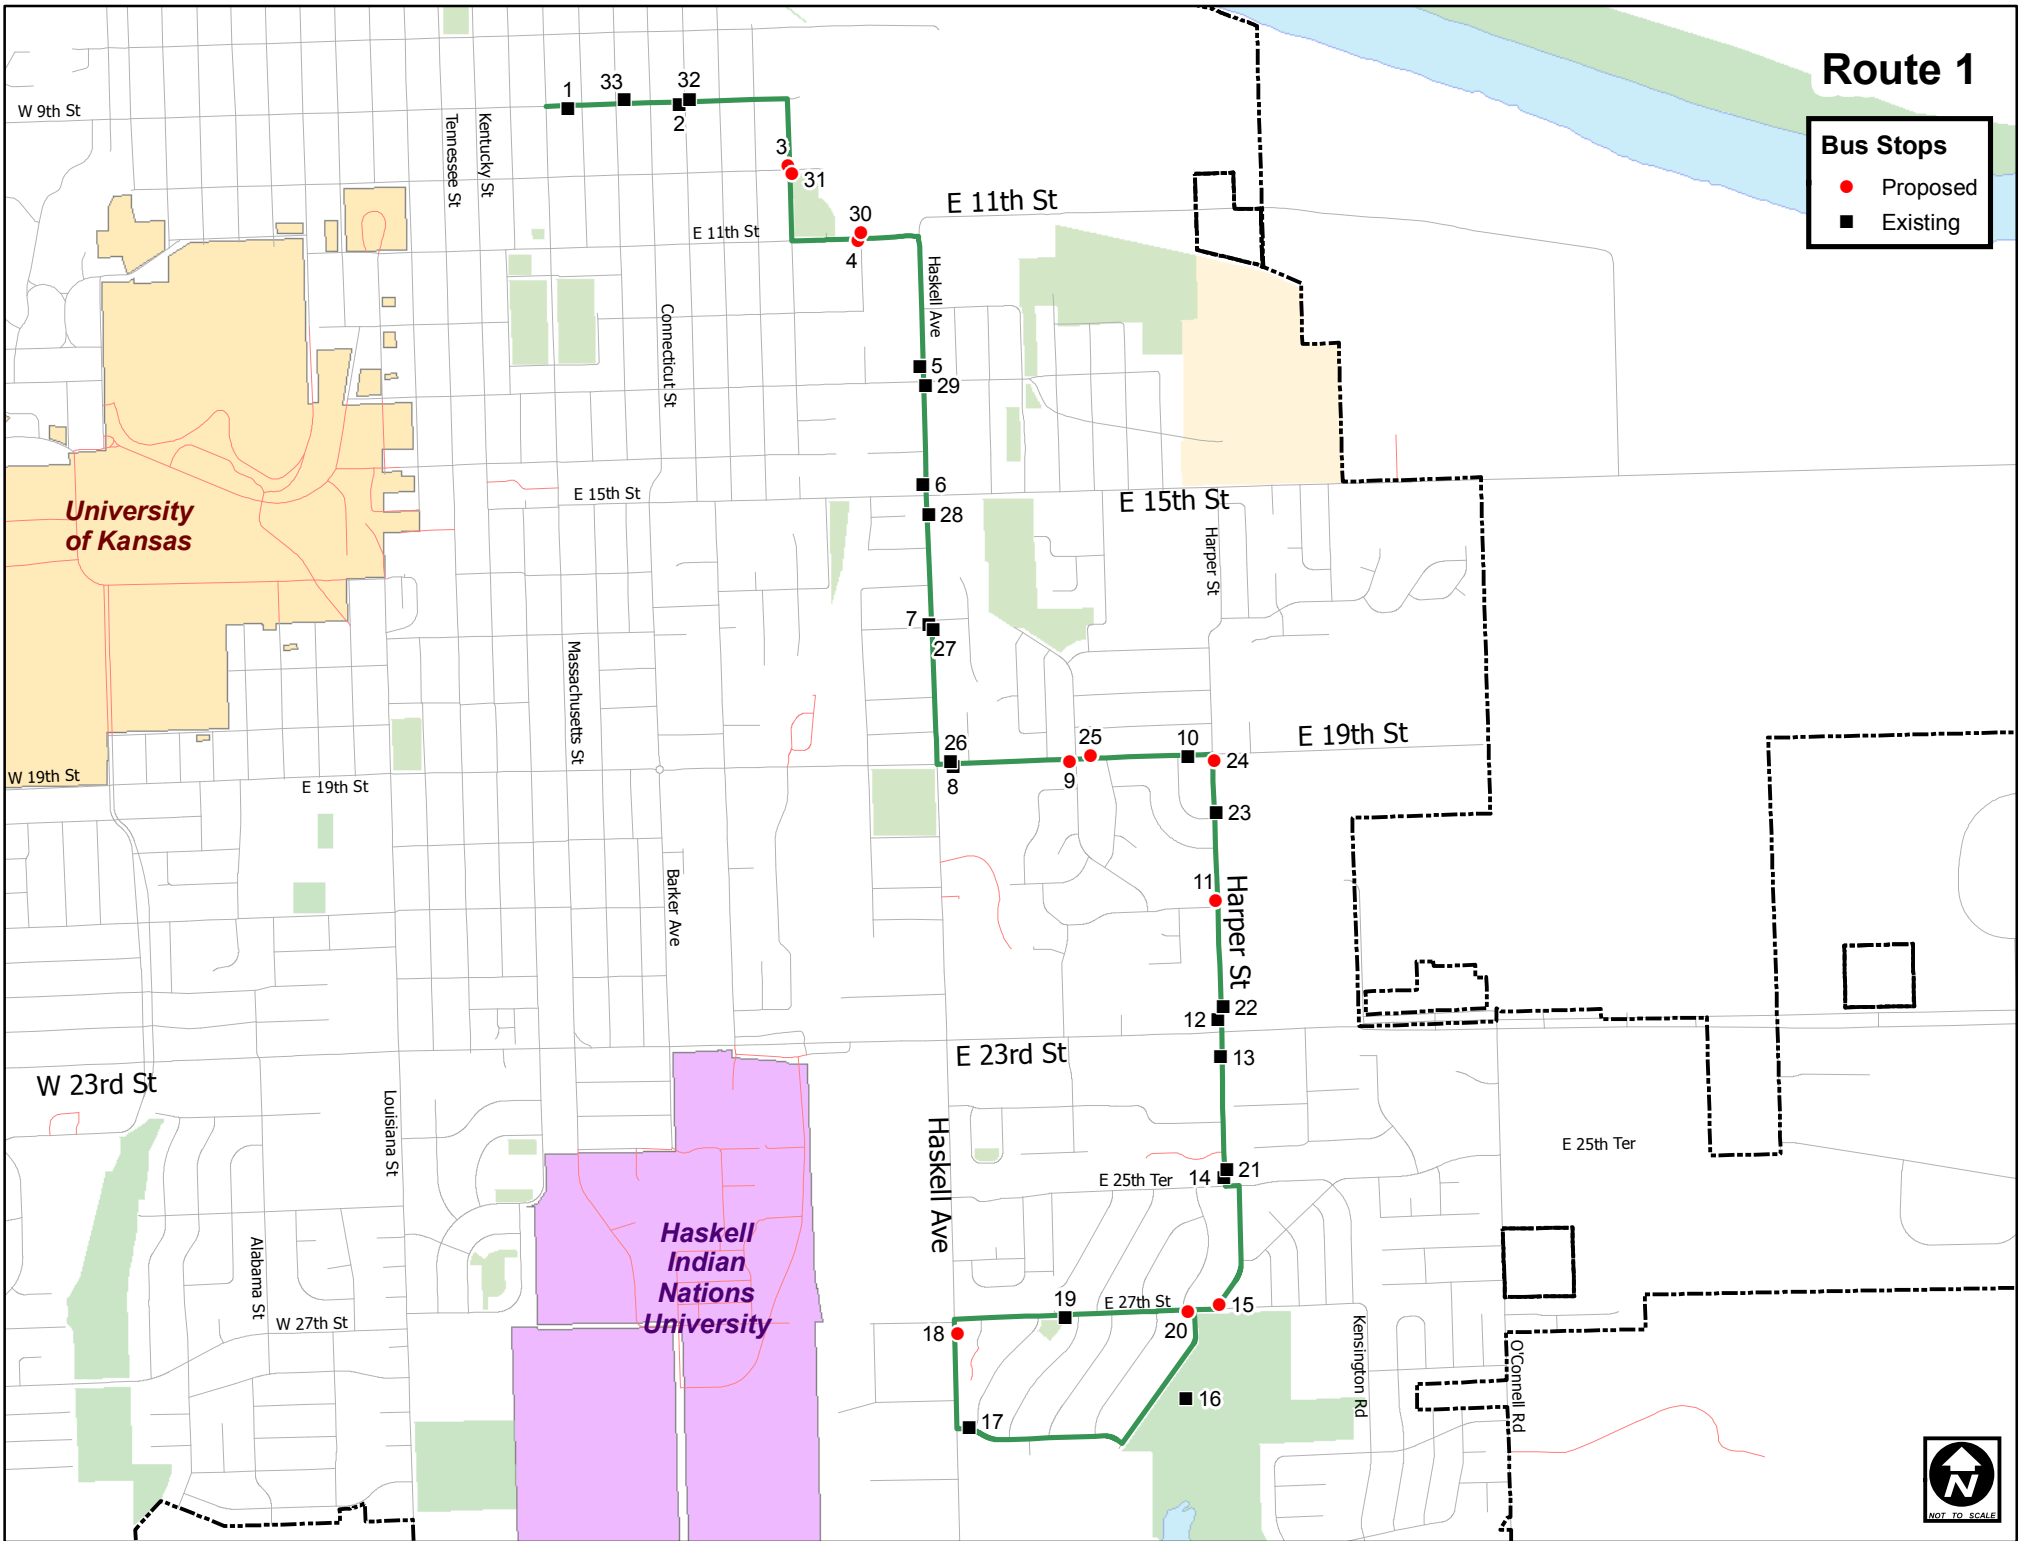 Route 1
Bus Stops
Proposed
Existing
1
33
32
2
W 9th St
Tennessee St
Kentucky St
3
31
E 11th St
30
E 11th St
4
Haskell Ave
Connecticut St
5
29
6
E 15th St
E 15th St
28
University
of Kansas
Harper St
7
27
Massachusetts St
26
25
10
E 19th St
24
8
9
W 19th St
E 19th St
23
Barker Ave
11
Harper St
22
12
E 23rd St
13
W 23rd St
Louisiana St
Haskell Ave
E 25th Ter
21
14
E 25th Ter
Haskell
Indian
Nations
University
Alabama St
W 27th St
19
E 27th St
15
18
20
Kensington Rd
O'Connell Rd
16
17
N
NOT TO SCALE